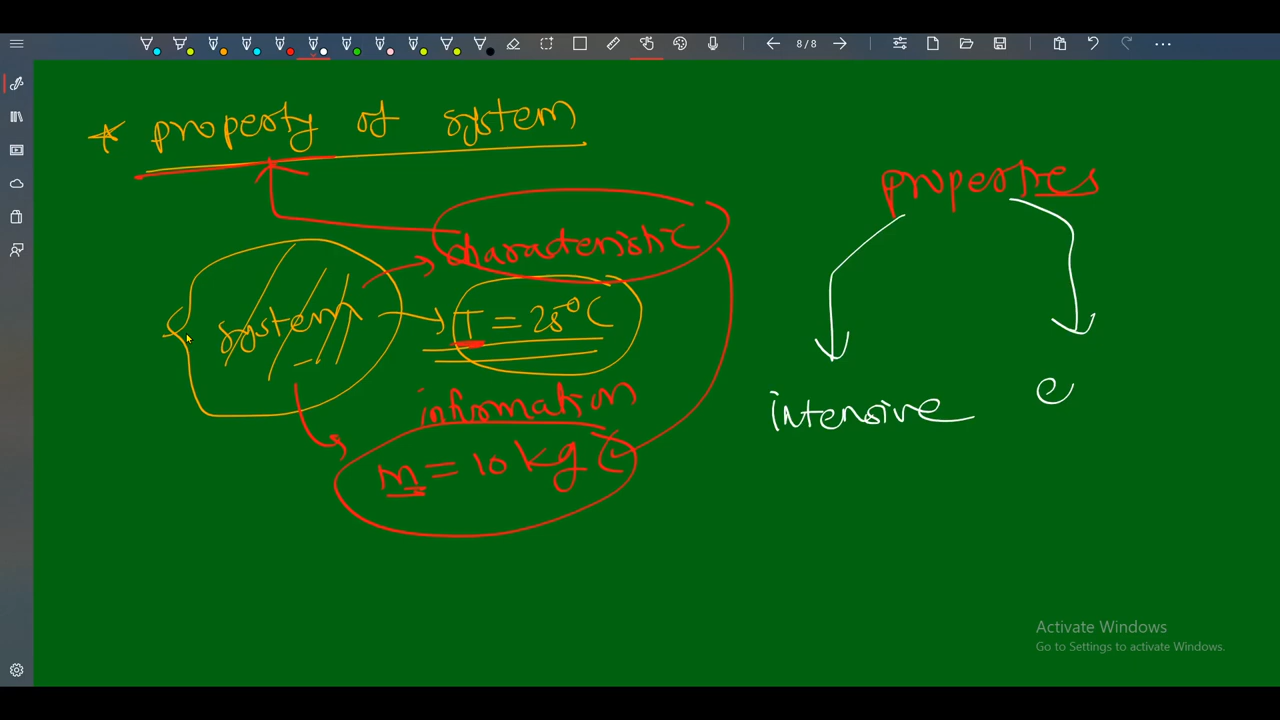 8/8
* property of system
properties
characteristic
system
T = 25°C
information
intensive
e
m = 10 kg
Activate Windows
Go to Settings to activate Windows.